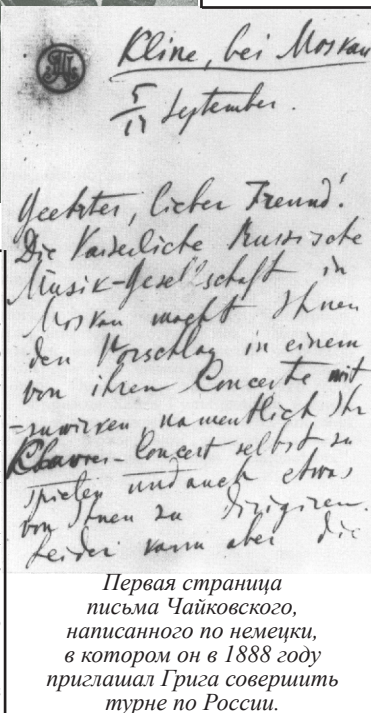 Kline, bei Moskau
5/17 September.
Geehrter, lieber Freund!
Die Kaiserliche Russische
Musik-Gesellschaft in
Moskau macht Ihnen
den Vorschlag in einem
von ihren Concerte mit
=zuwirken, namentlich Ihr
Clavier-Concert selbst zu
spielen und auch etwas
von Ihnen zu dirigiren.
Leider kann aber die
Первая страница
письма Чайковского,
написанного по немецки,
в котором он в 1888 году
приглашал Грига совершить
турне по России.